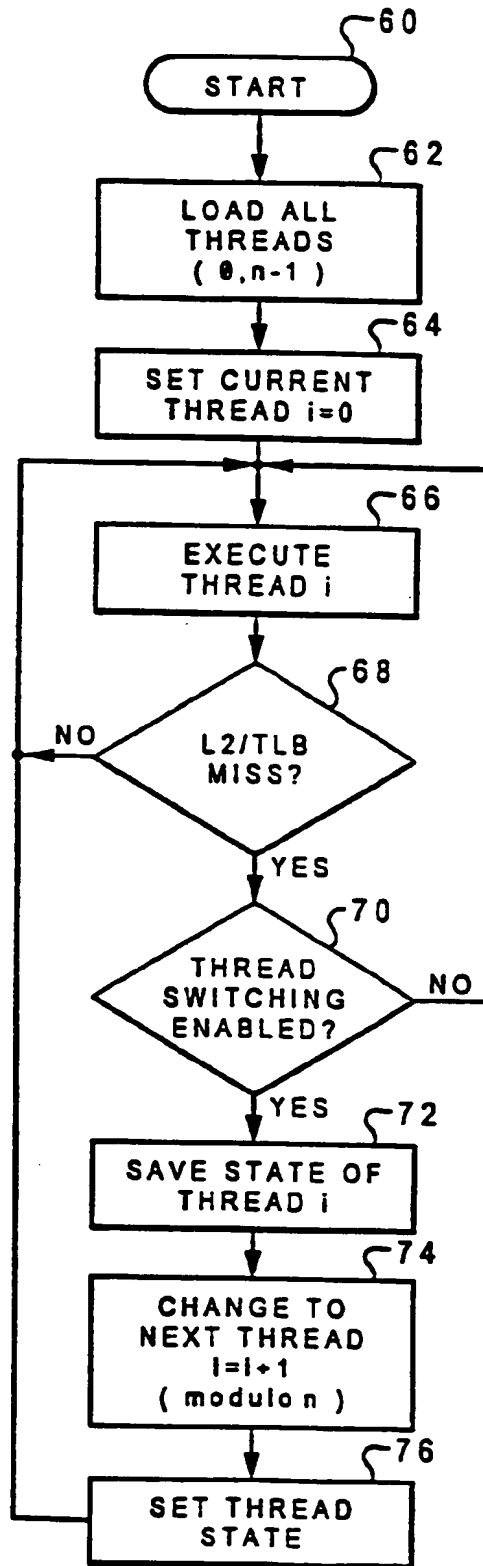 60
START
62
LOAD ALL
THREADS
( 0,n-1 )
64
SET CURRENT
THREAD i=0
66
EXECUTE
THREAD i
68
L2/TLB
MISS?
NO
YES
70
THREAD
SWITCHING
ENABLED?
NO
YES
72
SAVE STATE OF
THREAD i
74
CHANGE TO
NEXT THREAD
i=i+1
( modulo n )
76
SET THREAD
STATE